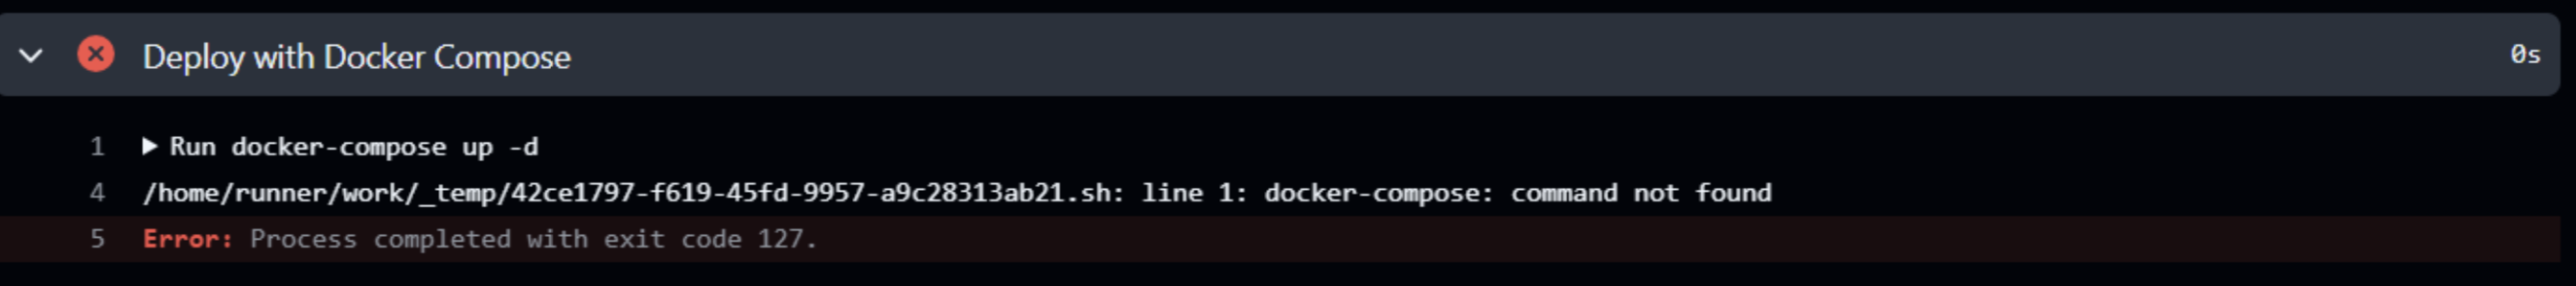 Deploy with Docker Compose 0s
1 Run docker-compose up -d
4 /home/runner/work/_temp/42ce1797-f619-45fd-9957-a9c28313ab21.sh: line 1: docker-compose: command not found
5 Error: Process completed with exit code 127.